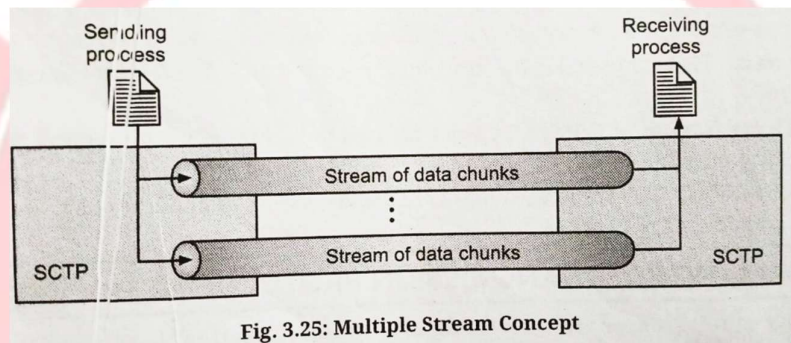 Sending
process
Receiving
process
Stream of data chunks
Stream of data chunks
SCTP
SCTP
Fig. 3.25: Multiple Stream Concept